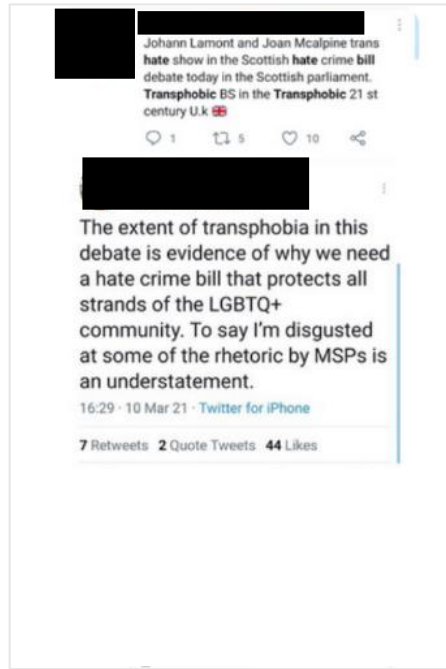 Johann Lamont and Joan Mcalpine trans
hate show in the Scottish hate crime bill
debate today in the Scottish parliament.
Transphobic BS in the Transphobic 21 st
century U.k 🇬🇧
1 5 10
The extent of transphobia in this
debate is evidence of why we need
a hate crime bill that protects all
strands of the LGBTQ+
community. To say I'm disgusted
at some of the rhetoric by MSPs is
an understatement.
16:29 · 10 Mar 21 · Twitter for iPhone
7 Retweets 2 Quote Tweets 44 Likes